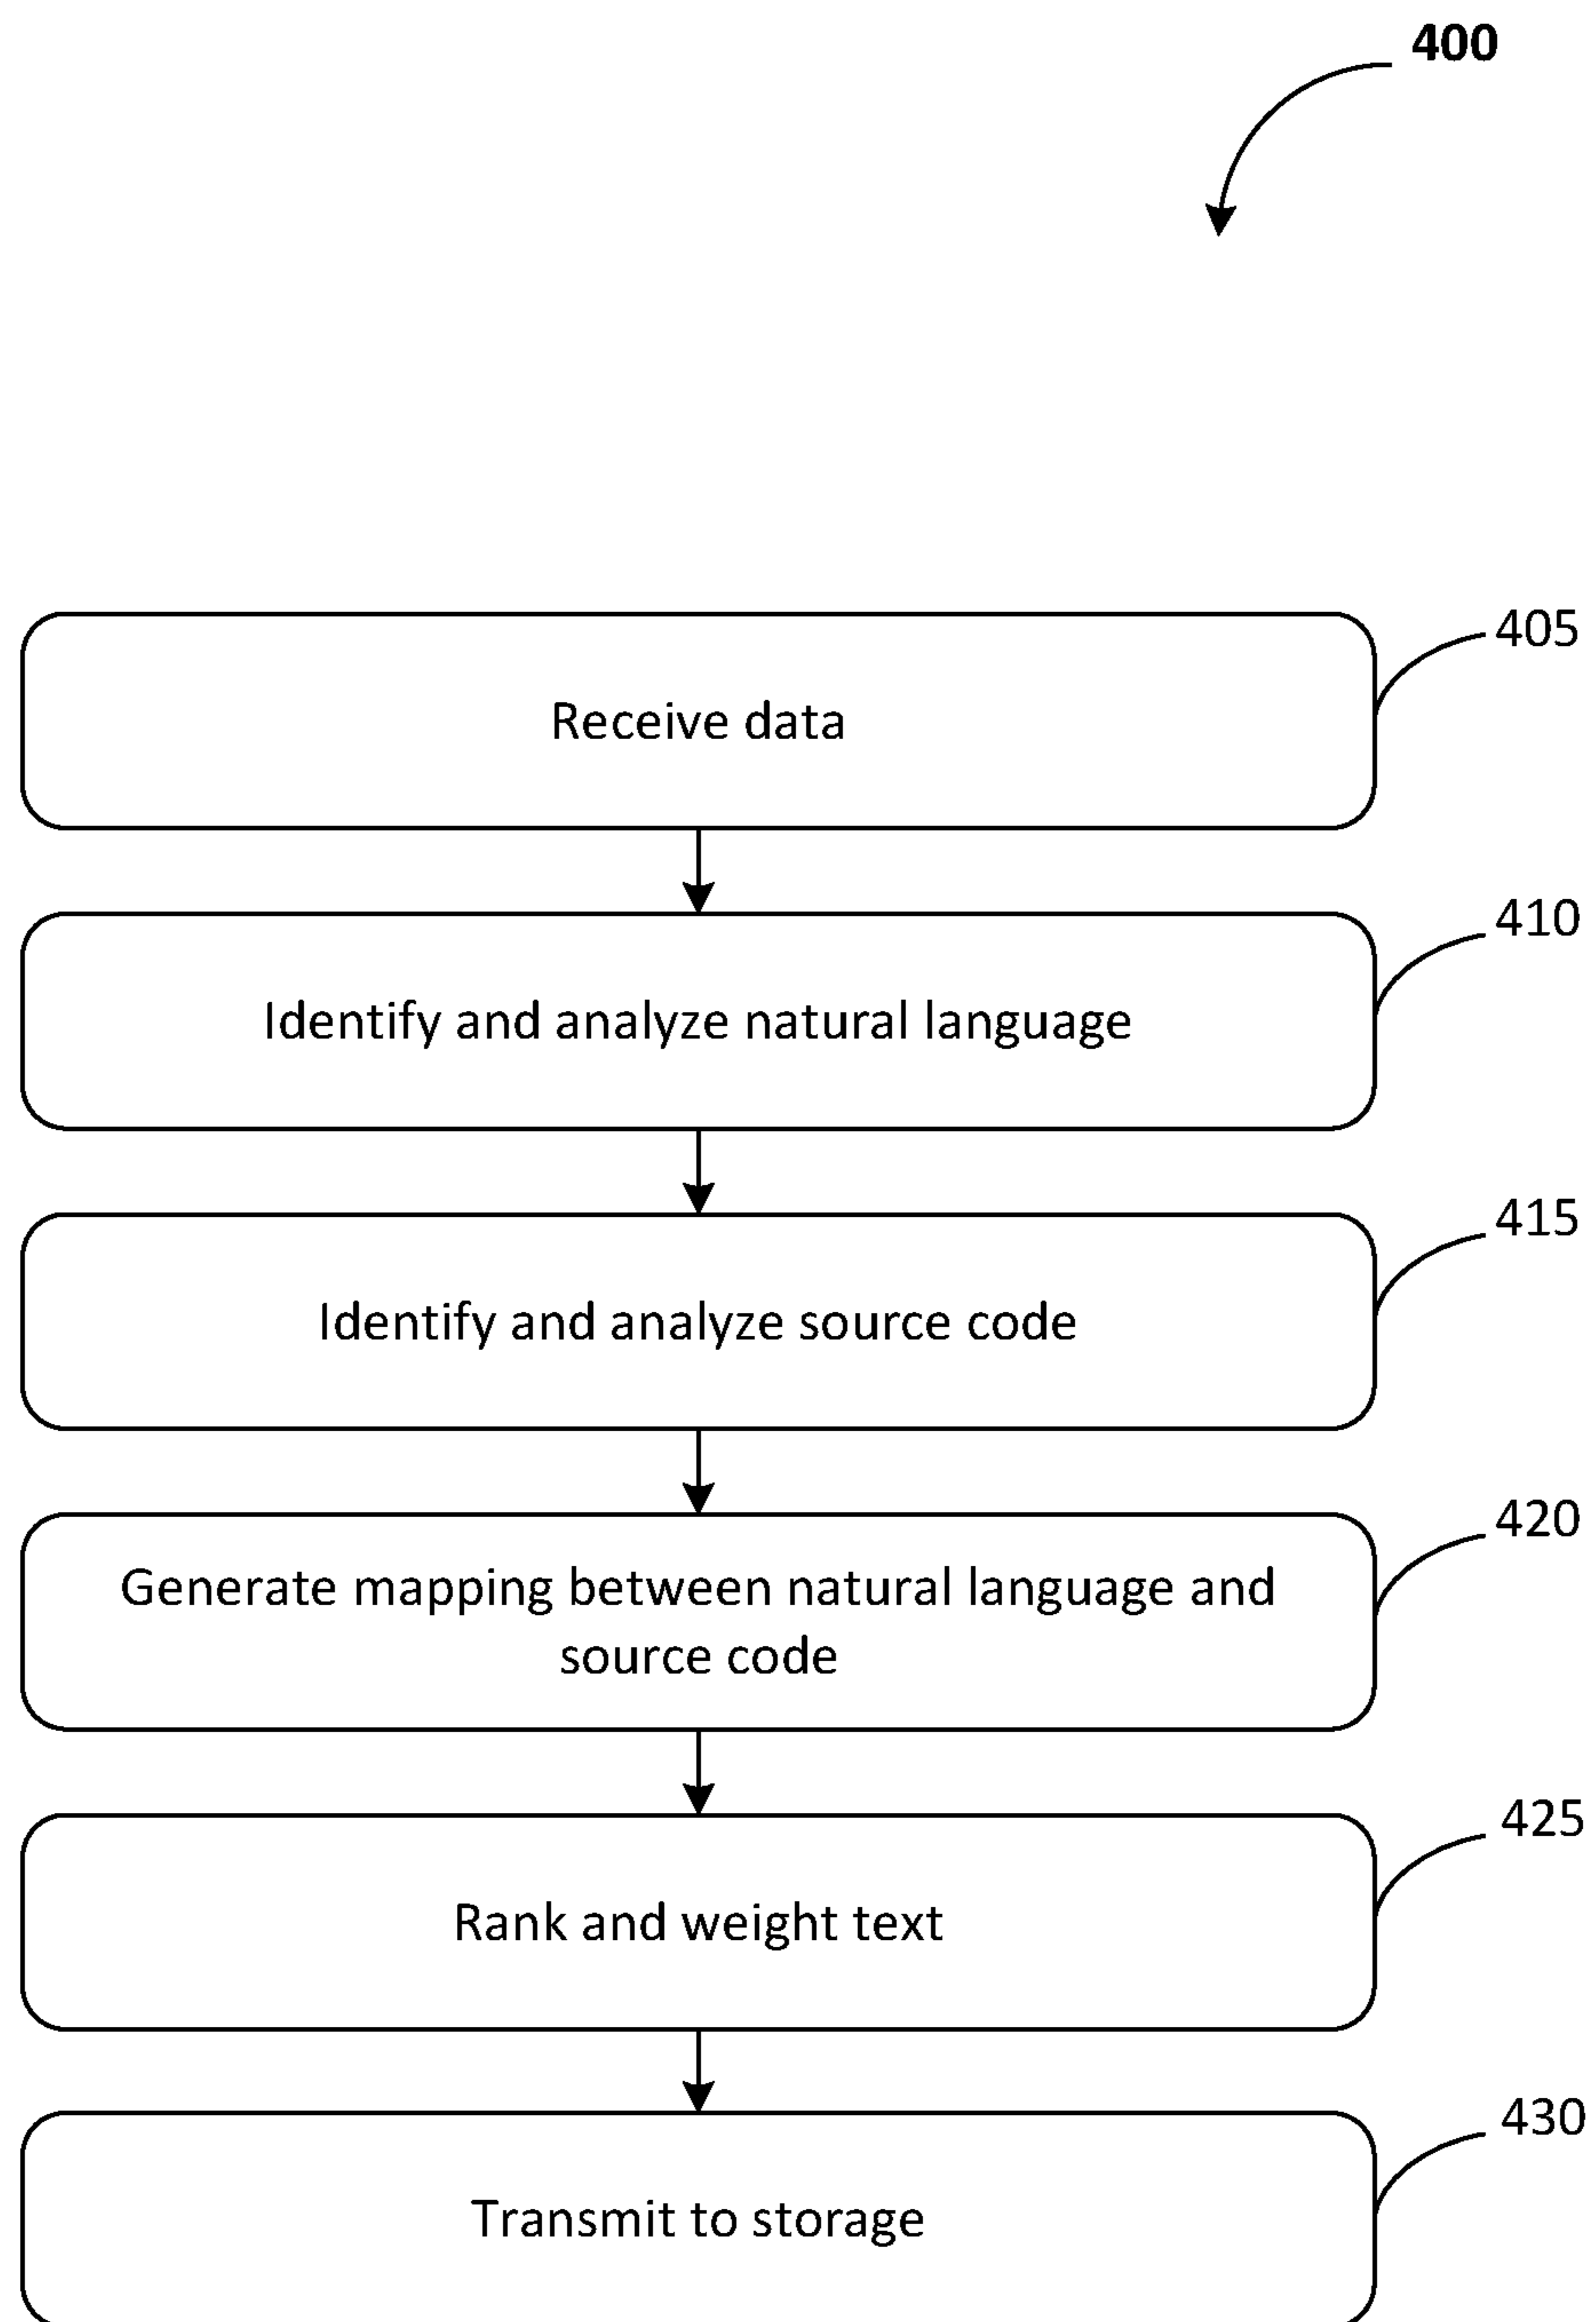 400
405
Receive data
410
Identify and analyze natural language
415
Identify and analyze source code
420
Generate mapping between natural language and
source code
425
Rank and weight text
430
Transmit to storage